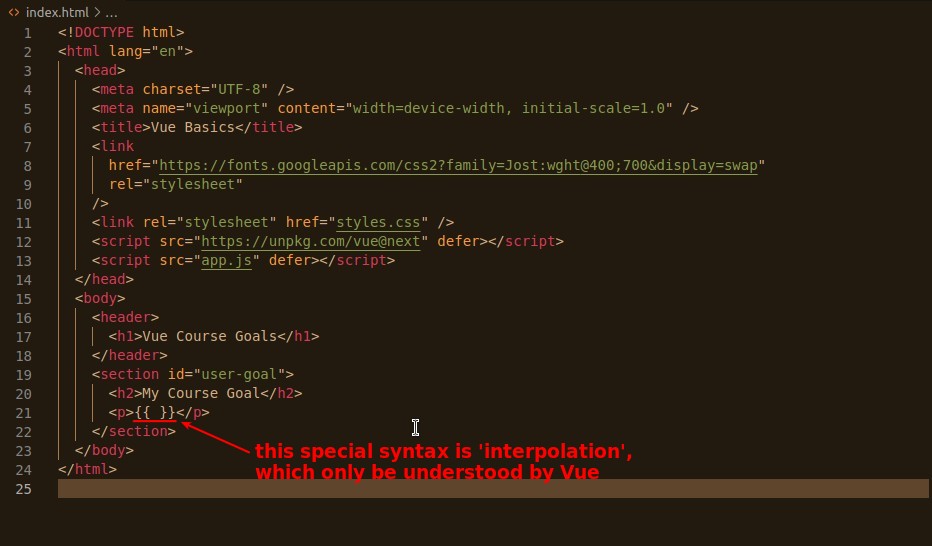 index.html > ...
1 <!DOCTYPE html>
2 <html lang="en">
3 <head>
4 <meta charset="UTF-8" />
5 <meta name="viewport" content="width=device-width, initial-scale=1.0" />
6 <title>Vue Basics</title>
7 <link
8 href="https://fonts.googleapis.com/css2?family=Jost:wght@400;700&display=swap"
9 rel="stylesheet"
10 />
11 <link rel="stylesheet" href="styles.css" />
12 <script src="https://unpkg.com/vue@next" defer></script>
13 <script src="app.js" defer></script>
14 </head>
15 <body>
16 <header>
17 <h1>Vue Course Goals</h1>
18 </header>
19 <section id="user-goal">
20 <h2>My Course Goal</h2>
21 <p>{{ }}</p>
22 </section>
this special syntax is 'interpolation',
23 </body>
which only be understood by Vue
24 </html>
25